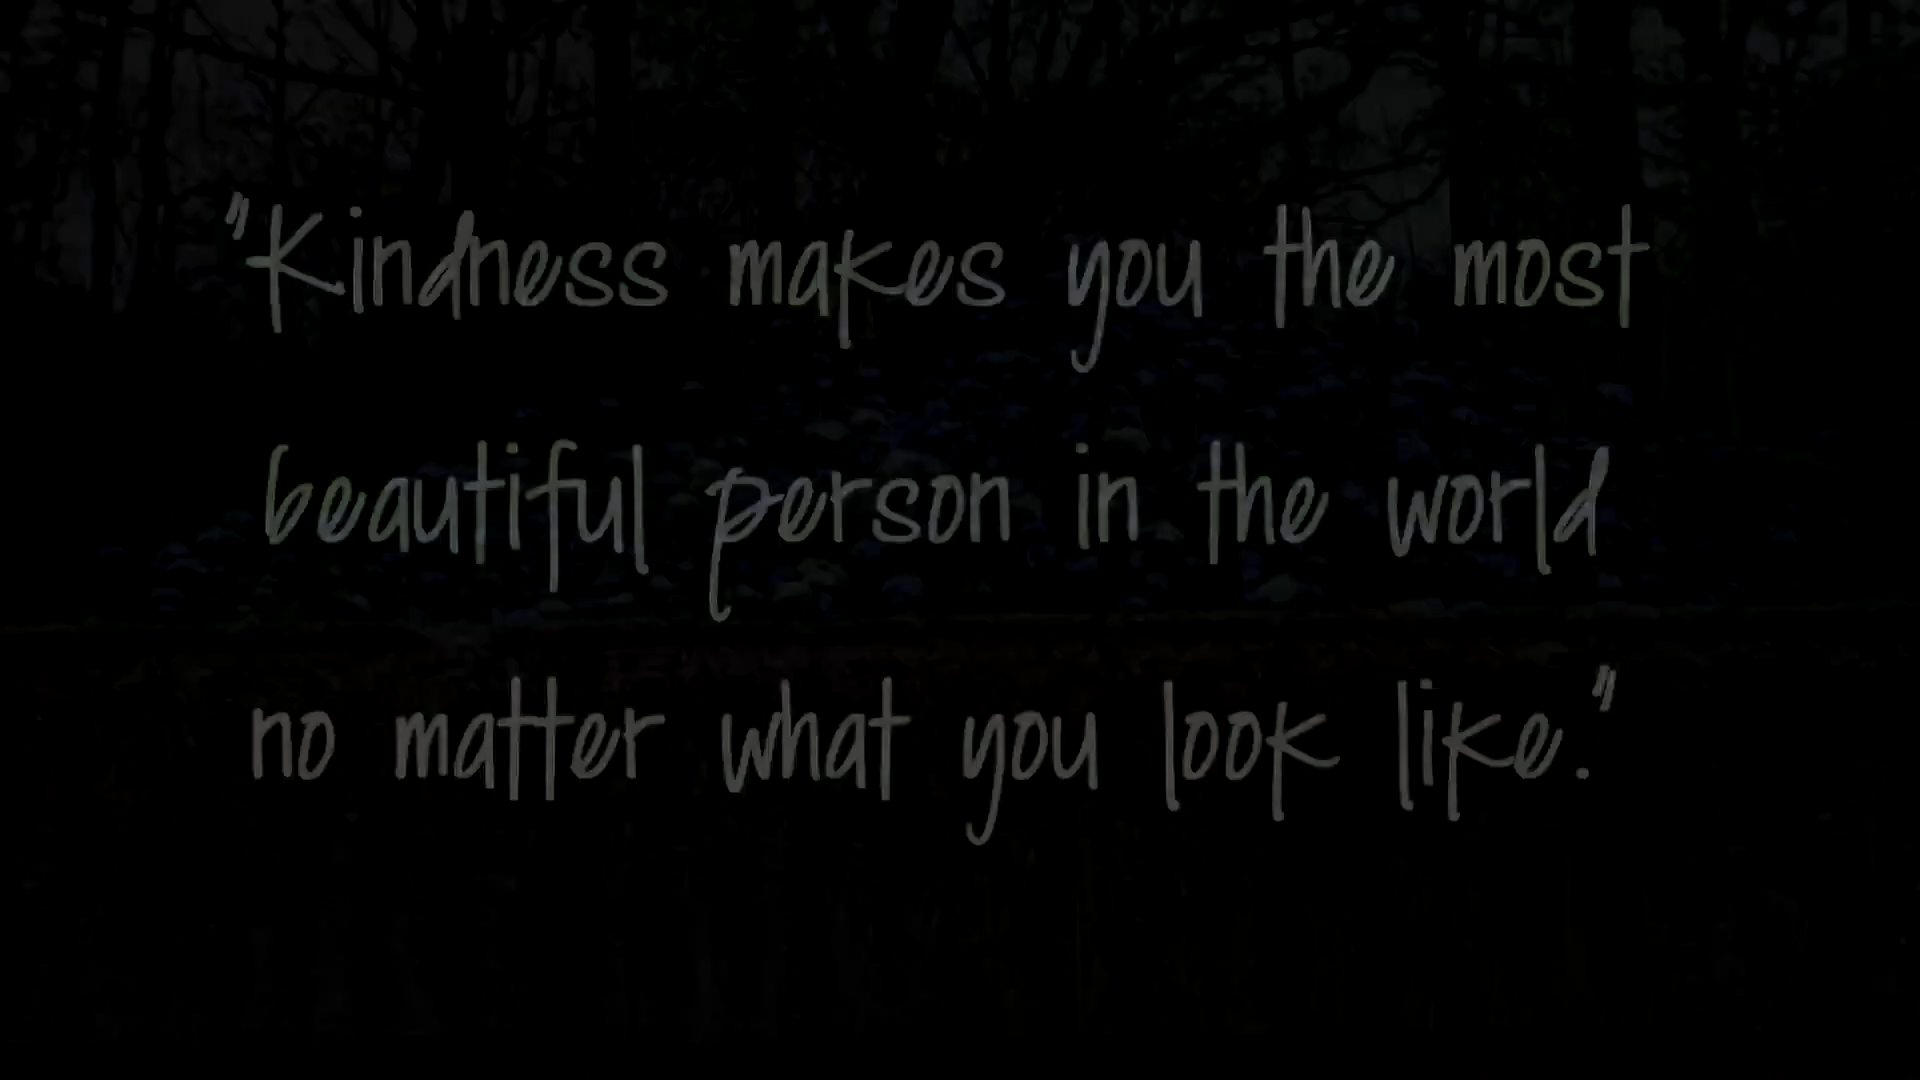 "Kindness makes you the most
beautiful person in the world
no matter what you look like."